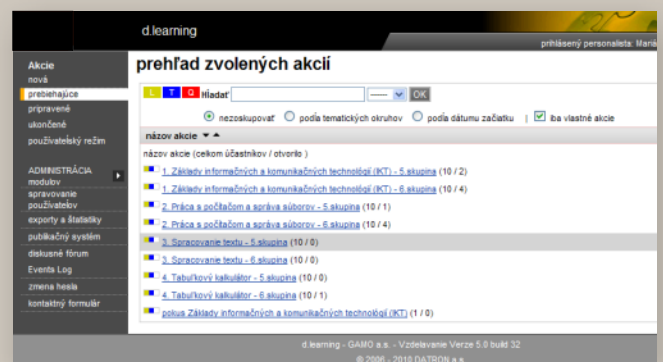 d.learning
prihlásený personalista: Mariá
Akcie
nová
prebiehajúce
pripravené
ukončené
používateľský režim
ADMINISTRÁCIA
modulov
spravovanie
používateľov
exporty a štatistiky
publikačný systém
diskusné fórum
Events Log
zmena hesla
kontaktný formulár
prehľad zvolených akcií
L T Q Hľadať ----- OK
nezoskupovať podľa tematických okruhov podľa dátumu začiatku | iba vlastné akcie
názov akcie
názov akcie (celkom účastníkov / otvorilo )
1. Základy informačných a komunikačných technológií (IKT) - 5.skupina (10 / 2)
1. Základy informačných a komunikačných technológií (IKT) - 6.skupina (10 / 4)
2. Práca s počítačom a správa súborov - 5.skupina (10 / 1)
2. Práca s počítačom a správa súborov - 6.skupina (10 / 4)
3. Spracovanie textu - 5.skupina (10 / 0)
3. Spracovanie textu - 6.skupina (10 / 0)
4. Tabuľkový kalkulátor - 5.skupina (10 / 0)
4. Tabuľkový kalkulátor - 6.skupina (10 / 1)
pokus Základy informačných a komunikačných technológií (IKT) (1 / 0)
d.learning - GAMO a.s. - Vzdelavanie Verze 5.0 build 32
© 2006 - 2010 DATRON a.s.